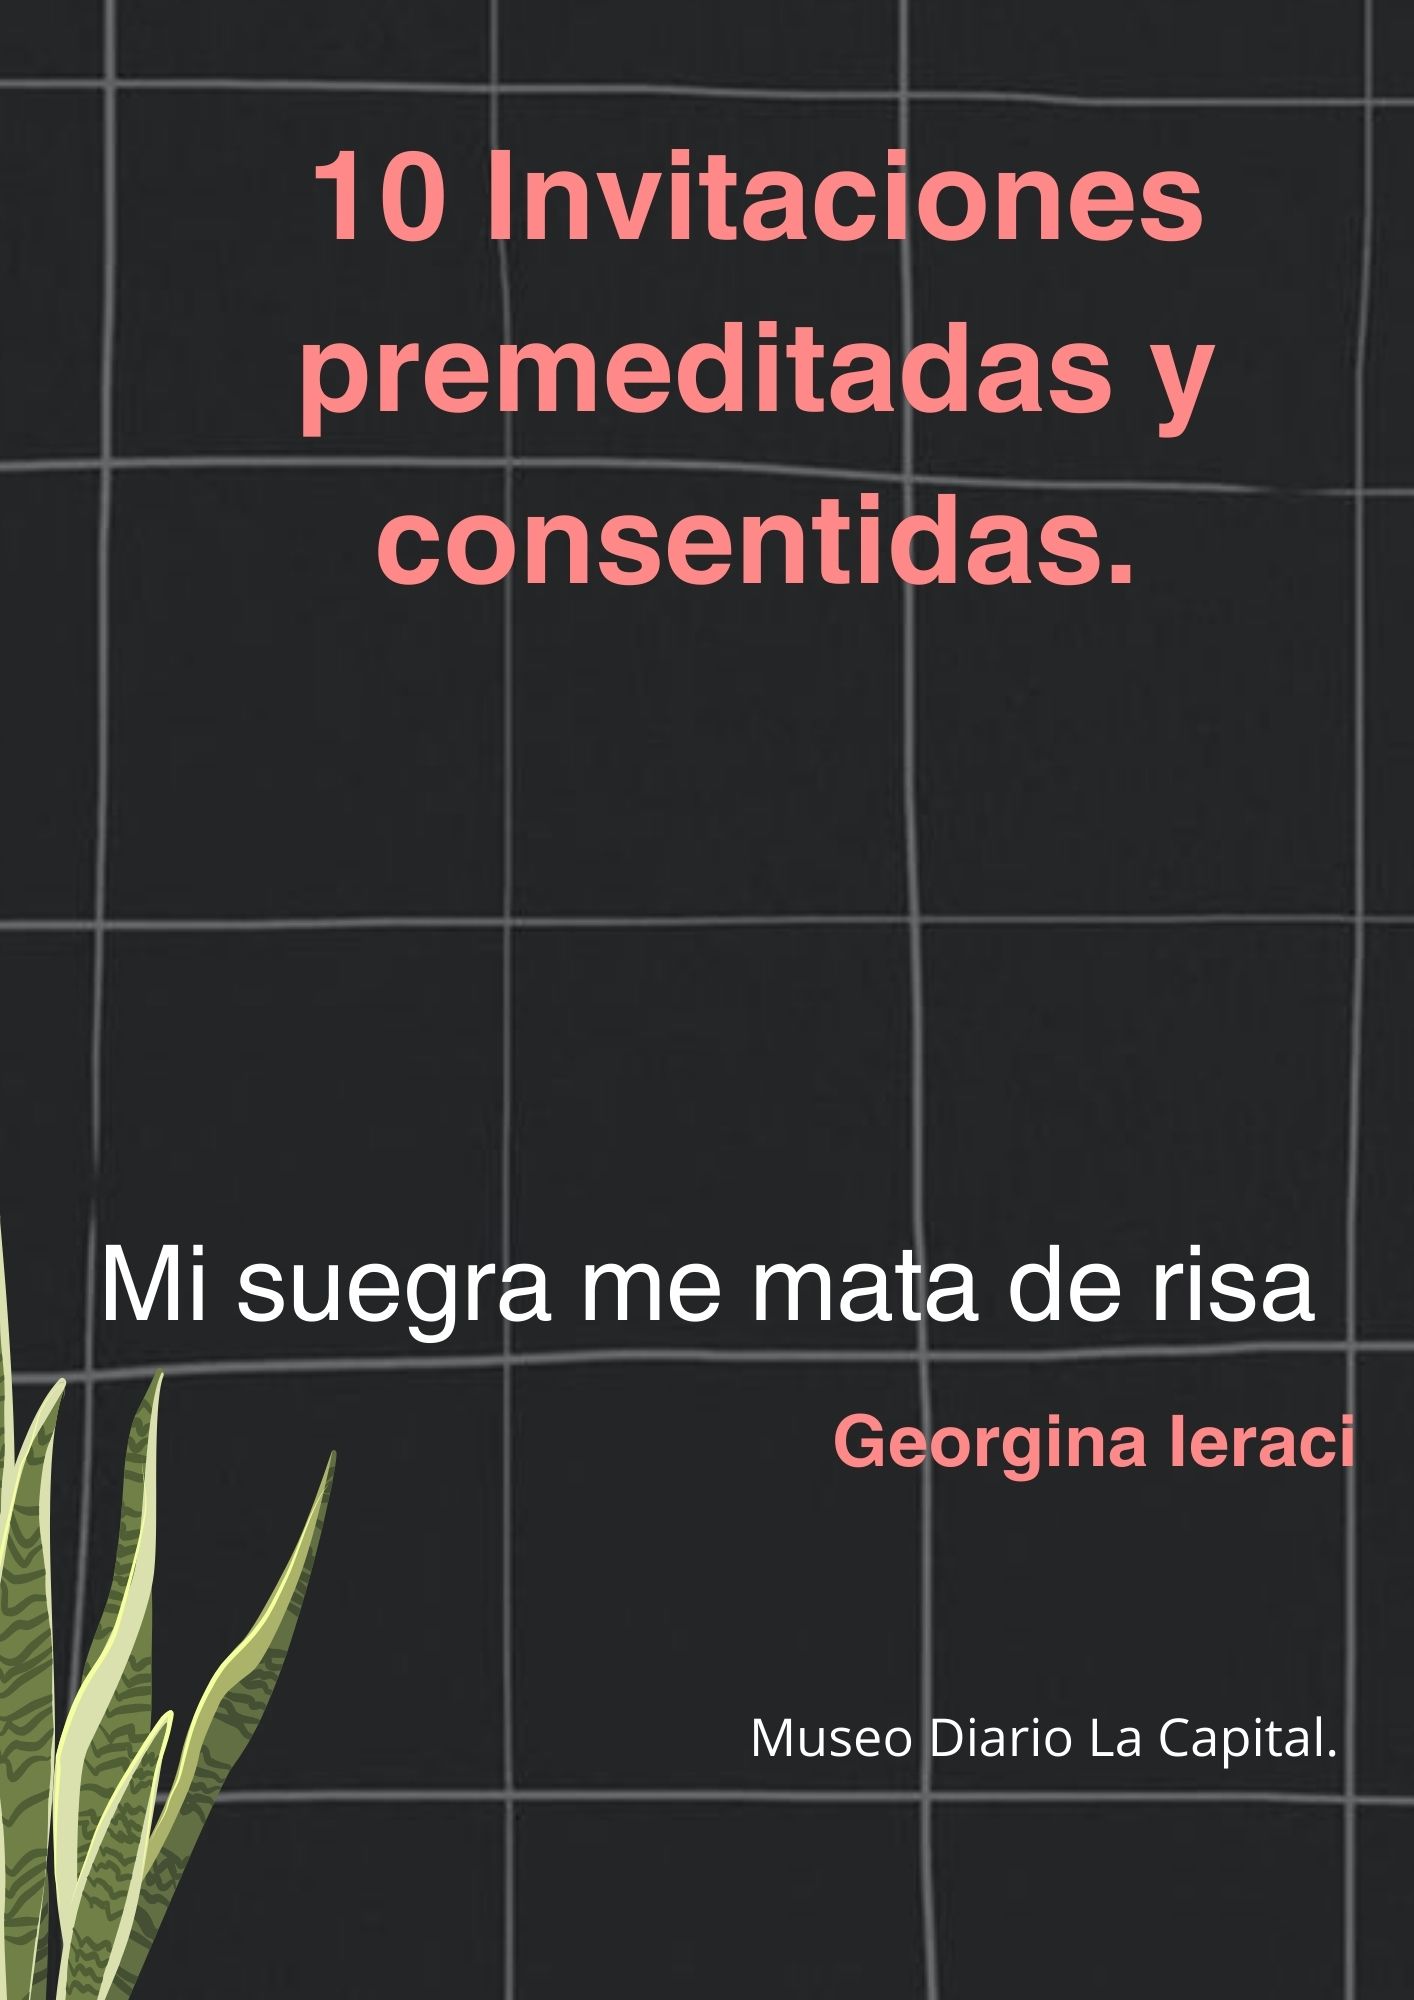 10 Invitaciones
premeditadas y
consentidas.
Mi suegra me mata de risa
Georgina Ieraci
Museo Diario La Capital.